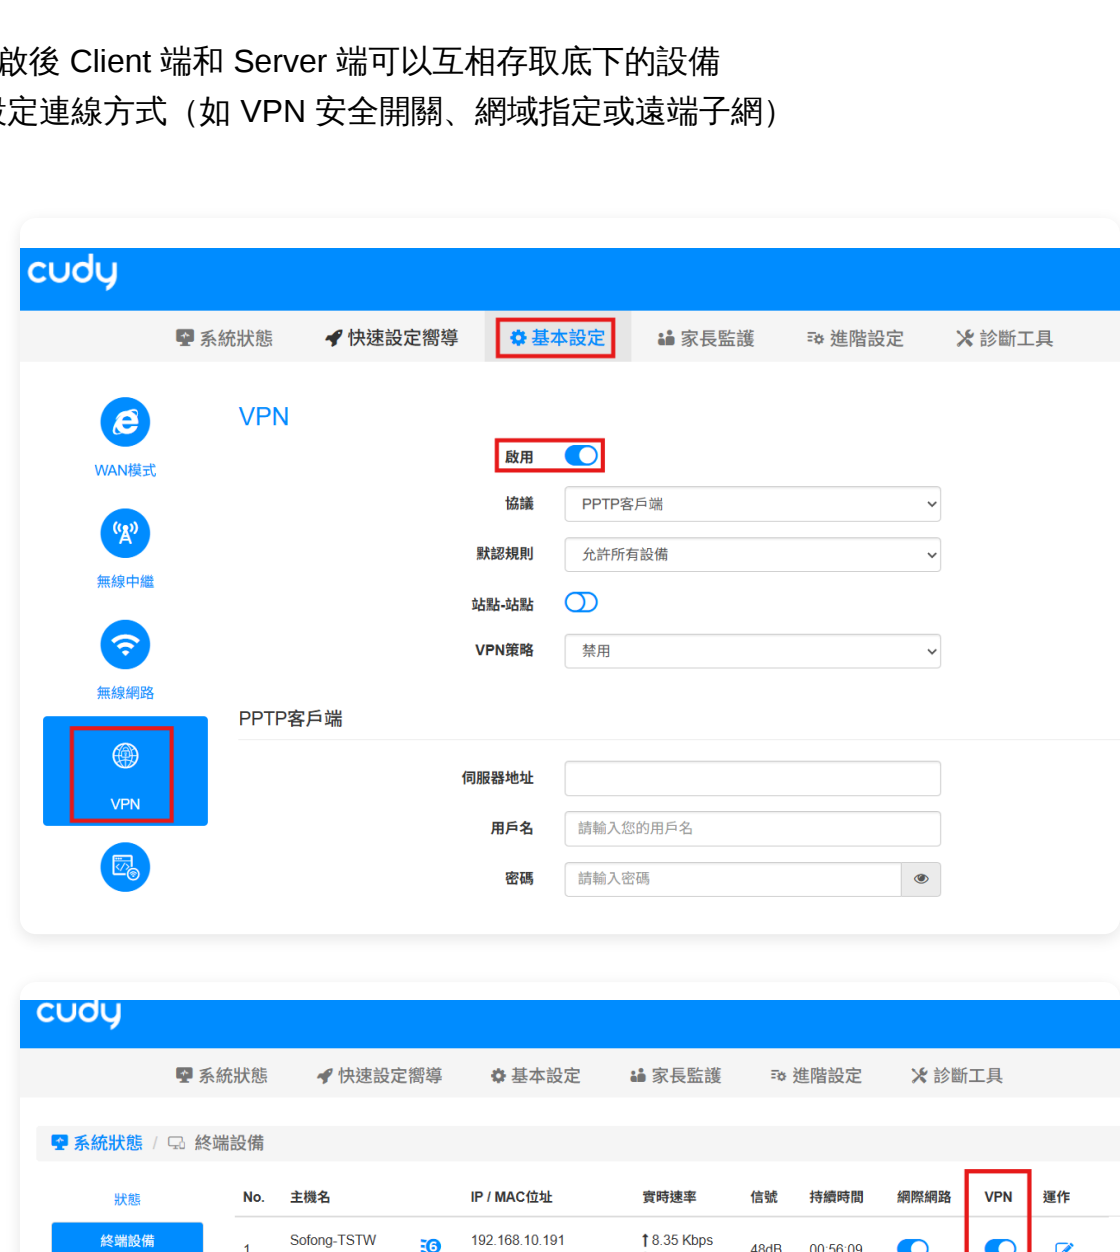 啟後 Client 端和 Server 端可以互相存取底下的設備
定連線方式（如 VPN 安全開關、網域指定或遠端子網）
cudy
系統狀態 快速設定嚮導 基本設定 家長監護 進階設定 診斷工具
VPN
啟用
WAN模式
協議 PPTP客戶端
默認規則 允許所有設備
無線中繼
站點-站點
VPN策略 禁用
無線網路
PPTP客戶端
伺服器地址
VPN
用戶名 請輸入您的用戶名
密碼 請輸入密碼
cudy
系統狀態 快速設定嚮導 基本設定 家長監護 進階設定 診斷工具
系統狀態 / 終端設備
狀態 No. 主機名 IP / MAC位址 實時速率 信號 持續時間 網際網路 VPN 運作
終端設備 Sofong-TSTW 192.168.10.191 8.35 Kbps
1 6 48dB 00:56:09